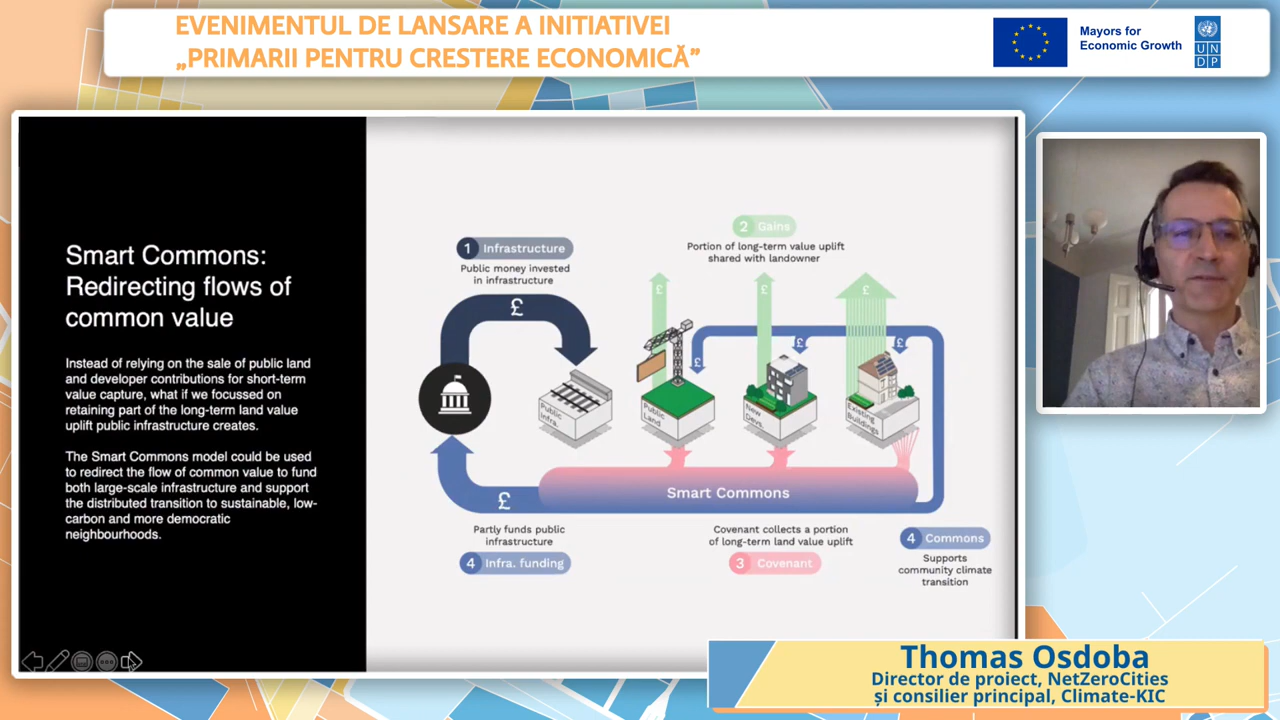 EVENIMENTUL DE LANSARE A INITIATIVEI
„PRIMARII PENTRU CRESTERE ECONOMICĂ”
Mayors for
Economic Growth
U N
D P
Smart Commons:
Redirecting flows of
common value
Instead of relying on the sale of public land
and developer contributions for short-term
value capture, what if we focussed on
retaining part of the long-term land value
uplift public infrastructure creates.
The Smart Commons model could be used
to redirect the flow of common value to fund
both large-scale infrastructure and support
the distributed transition to sustainable, low-
carbon and more democratic
neighbourhoods.
1 Infrastructure
Public money invested
in infrastructure
£
2 Gains
Portion of long-term value uplift
shared with landowner
£
£
£
£
£
£
Public
Infra.
Public
Land
New
Devs.
Existing
Buildings
Smart Commons
£
Partly funds public
infrastructure
4 Infra. funding
Covenant collects a portion
of long-term land value uplift
3 Covenant
4 Commons
Supports
community climate
transition
Thomas Osdoba
Director de proiect, NetZeroCities
și consilier principal, Climate-KIC